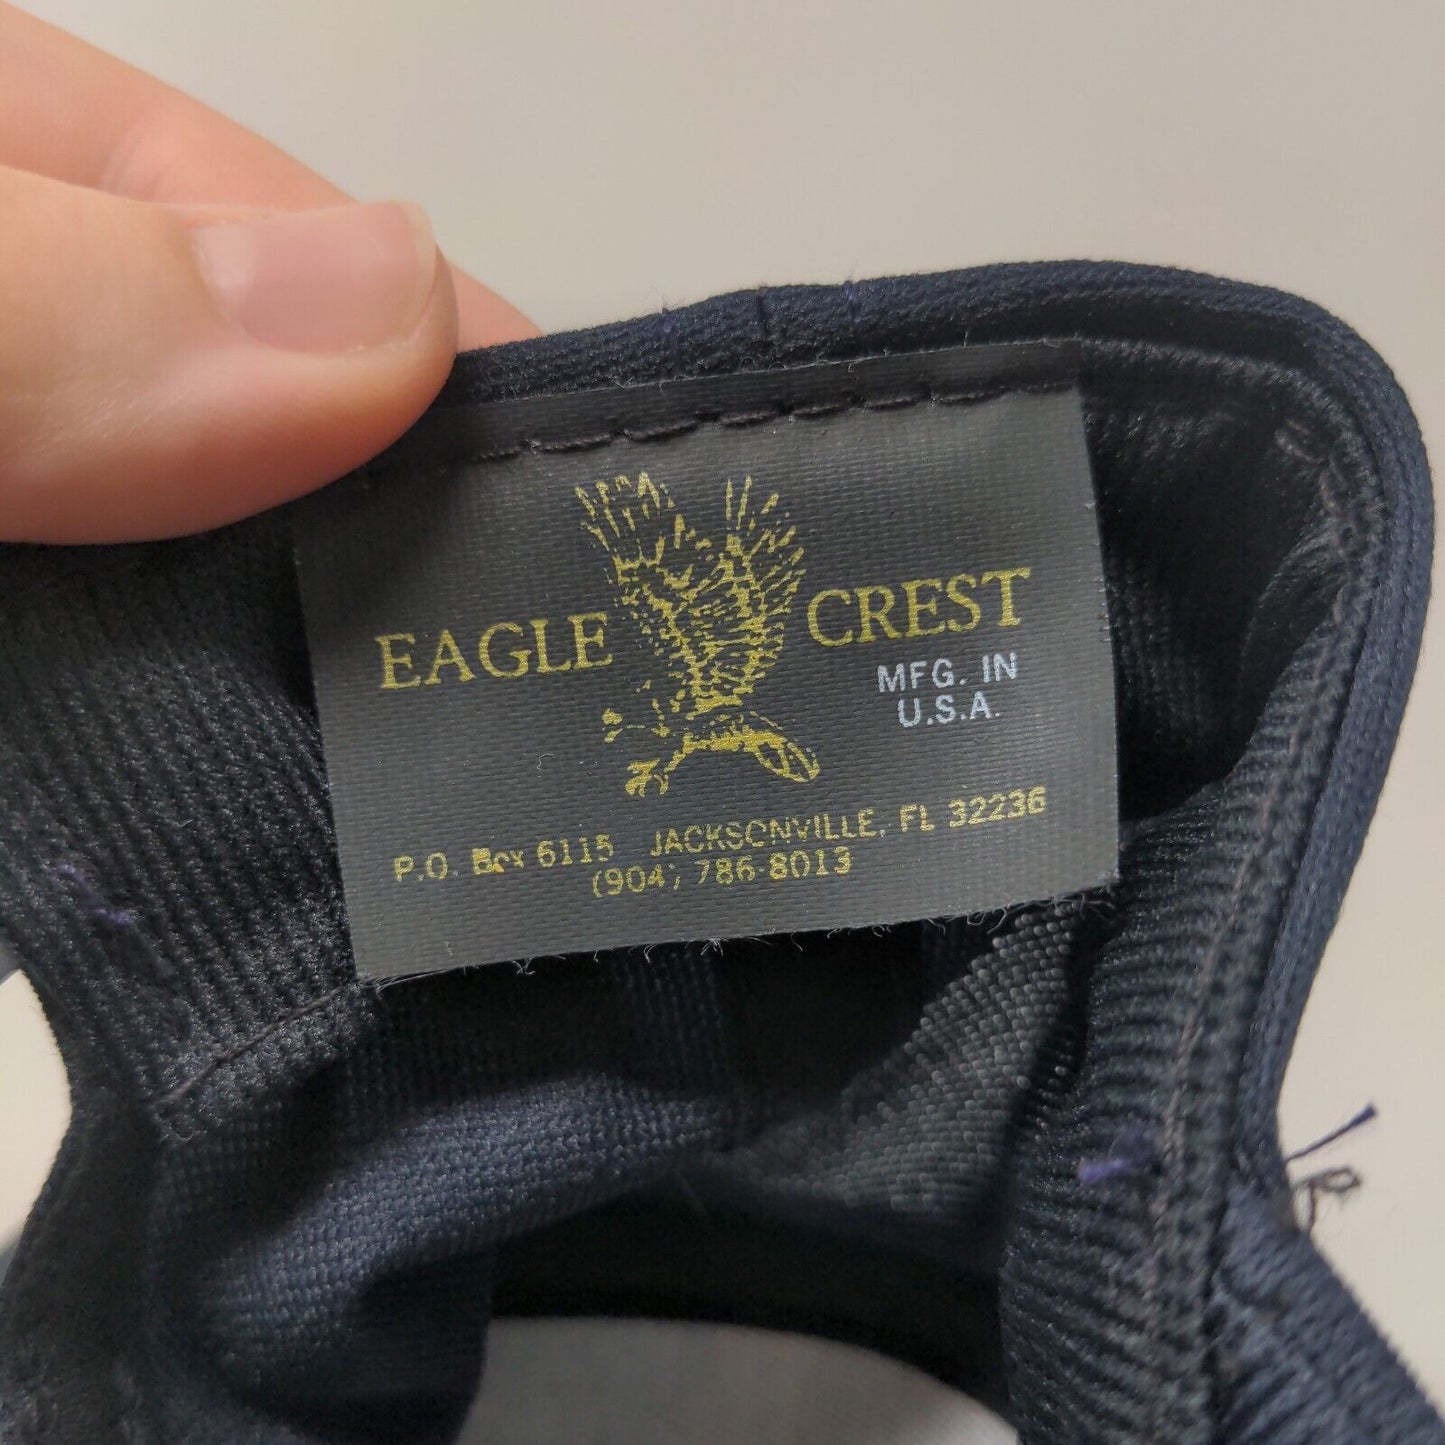 EAGLE CREST
MFG. IN
U.S.A.
P.O. Box 6115 JACKSONVILLE, FL 32236
(904) 786-8013